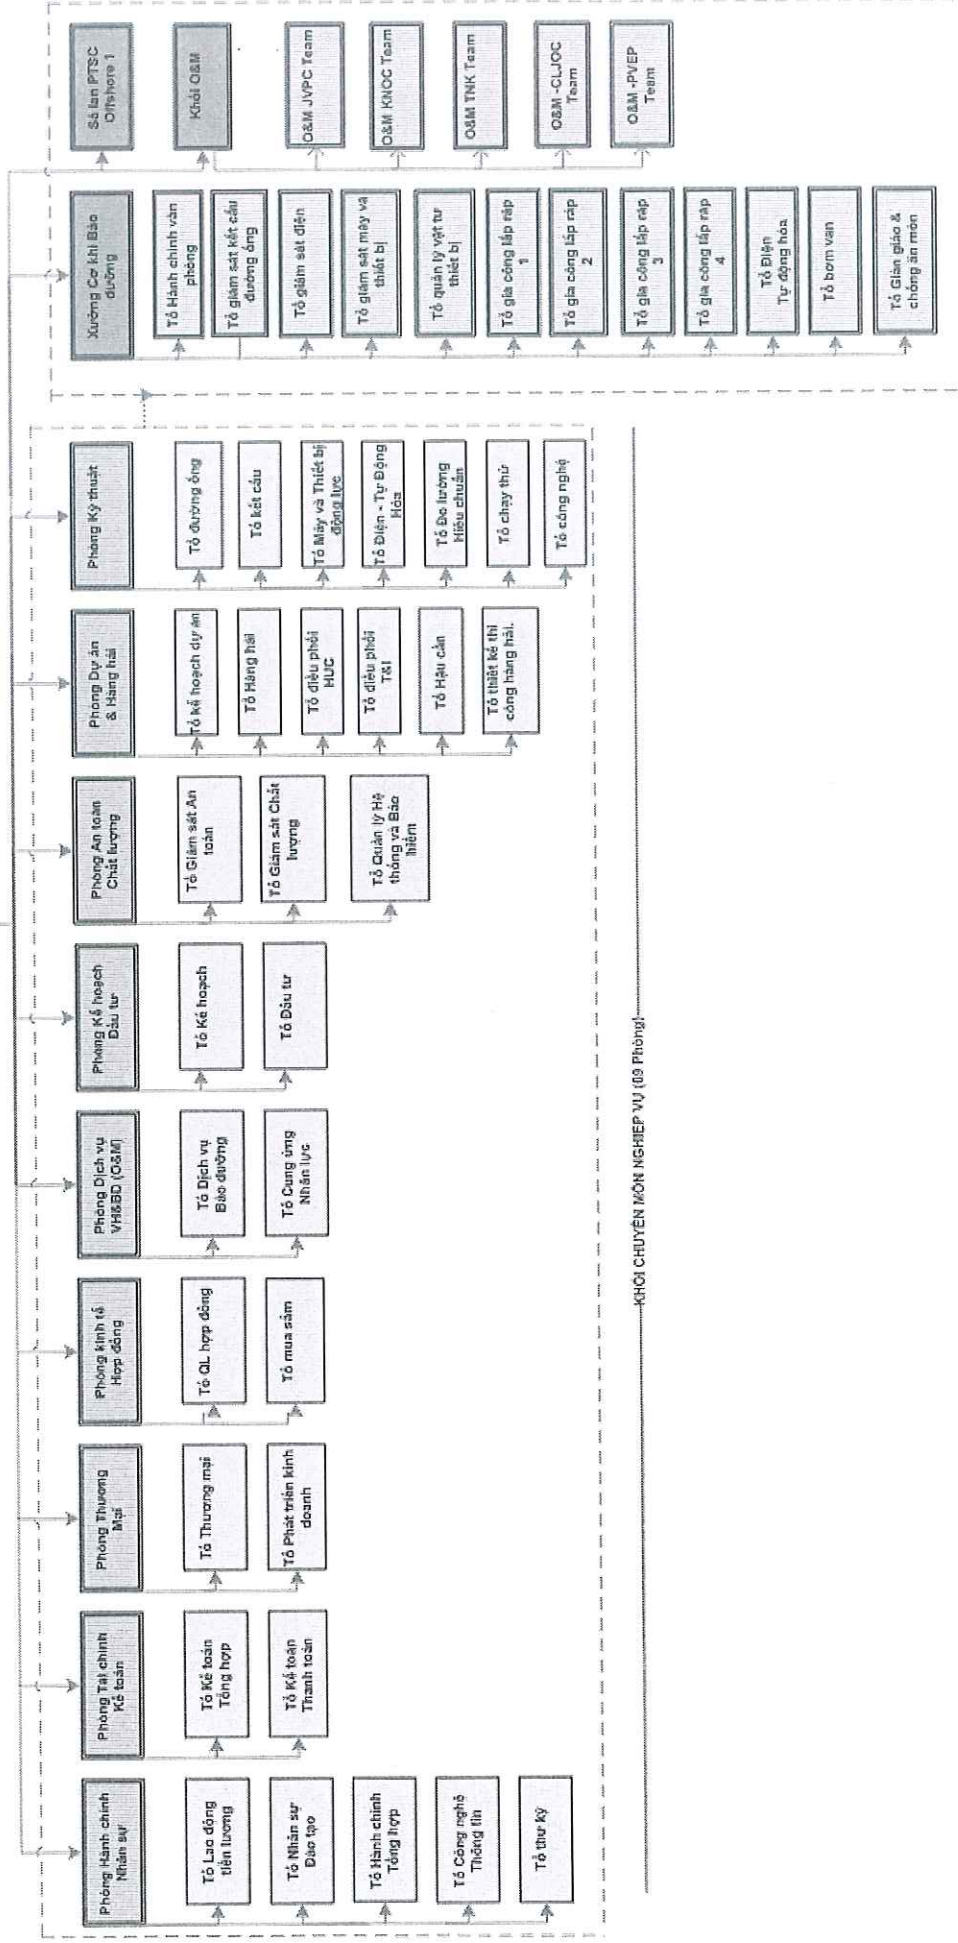 Phòng Hành chính
Nhân sự
Tổ Lao động
tiền lương
Tổ Nhân sự
Đào tạo
Tổ Hành chính
Tổng hợp
Tổ Công nghệ
Thông tin
Tổ thư ký
Phòng Tài chính
Kế toán
Tổ Kế toán
Tổng hợp
Tổ Kế toán
Thanh toán
Phòng Thương
Mại
Tổ Thương mại
Tổ Phát triển kinh
doanh
Phòng kinh tế
Hợp đồng
Tổ QL hợp đồng
Tổ mua sắm
Phòng Dịch vụ
VH&BD (O&M)
Tổ Dịch vụ
Bảo dưỡng
Tổ Cung ứng
Nhân lực
Phòng Kế hoạch
Đầu tư
Tổ Kế hoạch
Tổ Đầu tư
Phòng An toàn
Chất lượng
Tổ Giám sát An
toàn
Tổ Giám sát Chất
lượng
Tổ Quản lý Hệ
thống và Bảo
hiểm
Phòng Dự án
& Hàng hải
Tổ kế hoạch dự án
Tổ Hàng hải
Tổ điều phối
HUC
Tổ điều phối
T&I
Tổ Hậu cần
Tổ thiết kế thi
công hàng hải.
Phòng Kỹ thuật
Tổ đường ống
Tổ kết cấu
Tổ Máy và Thiết bị
động lực
Tổ Điện - Tự Động
Hóa
Tổ Đo lường
Hiệu chuẩn
Tổ chạy thử
Tổ công nghệ
KHỐI CHUYÊN MÔN NGHIỆP VỤ (09 Phòng)
Xưởng Cơ khí Bảo
dưỡng
Tổ Hành chính văn
phòng
Tổ giám sát kết cấu
đường ống
Tổ giám sát điện
Tổ giám sát máy và
thiết bị
Tổ quản lý vật tư
thiết bị
Tổ gia công lắp ráp
1
Tổ gia công lắp ráp
2
Tổ gia công lắp ráp
3
Tổ gia công lắp ráp
4
Tổ Điện
Tự động hóa
Tổ bơm van
Tổ Giàn giáo &
chống ăn mòn
Sà lan PTSC
Offshore 1
Khối O&M
O&M JVPC Team
O&M KNOC Team
O&M TNK Team
O&M -CLJOC
Team
O&M -PVEP
Team